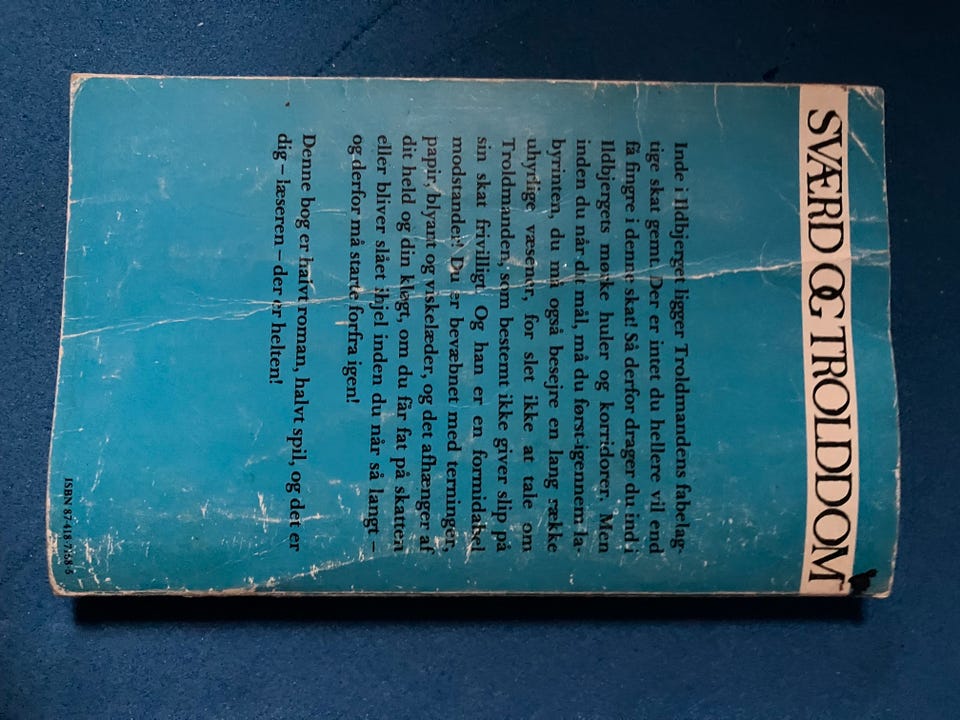 SVÆRD OG TROLDDOM
Inde i Ildbjerget ligger Troldmandens fabelag-
tige skat gemt. Der er intet du hellere vil end
få fingre i denne skat! Så derfor drager du ind i
Ildbjergets mørke huler og korridorer. Men
inden du når dit mål, må du først igennem la-
byrinten, du må også besejre en lang række
uhyrlige væsener, for slet ikke at tale om
Troldmanden, som bestemt ikke giver slip på
sin skat frivilligt. Og han er en formidabel
modstander! Du er bevæbnet med terninger,
papir, blyant og viskelæder, og det afhænger af
dit held og din kløgt, om du får fat på skatten
eller bliver slået ihjel inden du når så langt –
og derfor må starte forfra igen!
Denne bog er halvt roman, halvt spil, og det er
dig – læseren – der er helten!
ISBN 87-418-